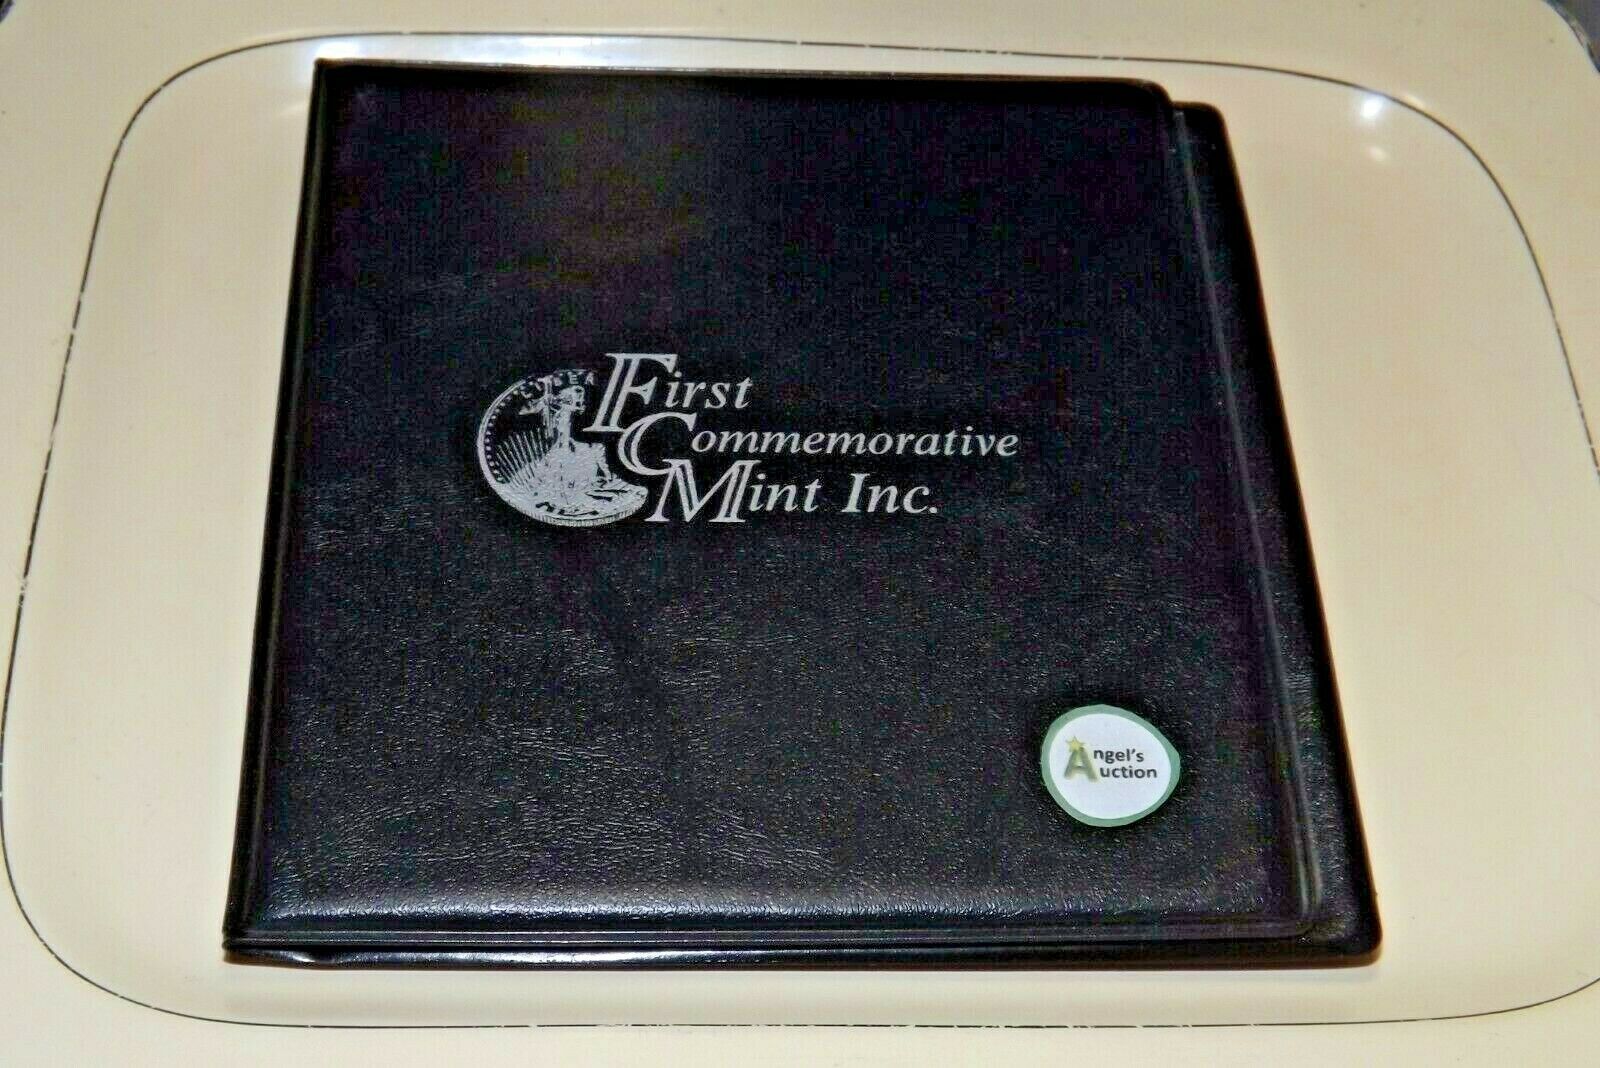 First
Commemorative
Mint Inc.
Angel's
Auction